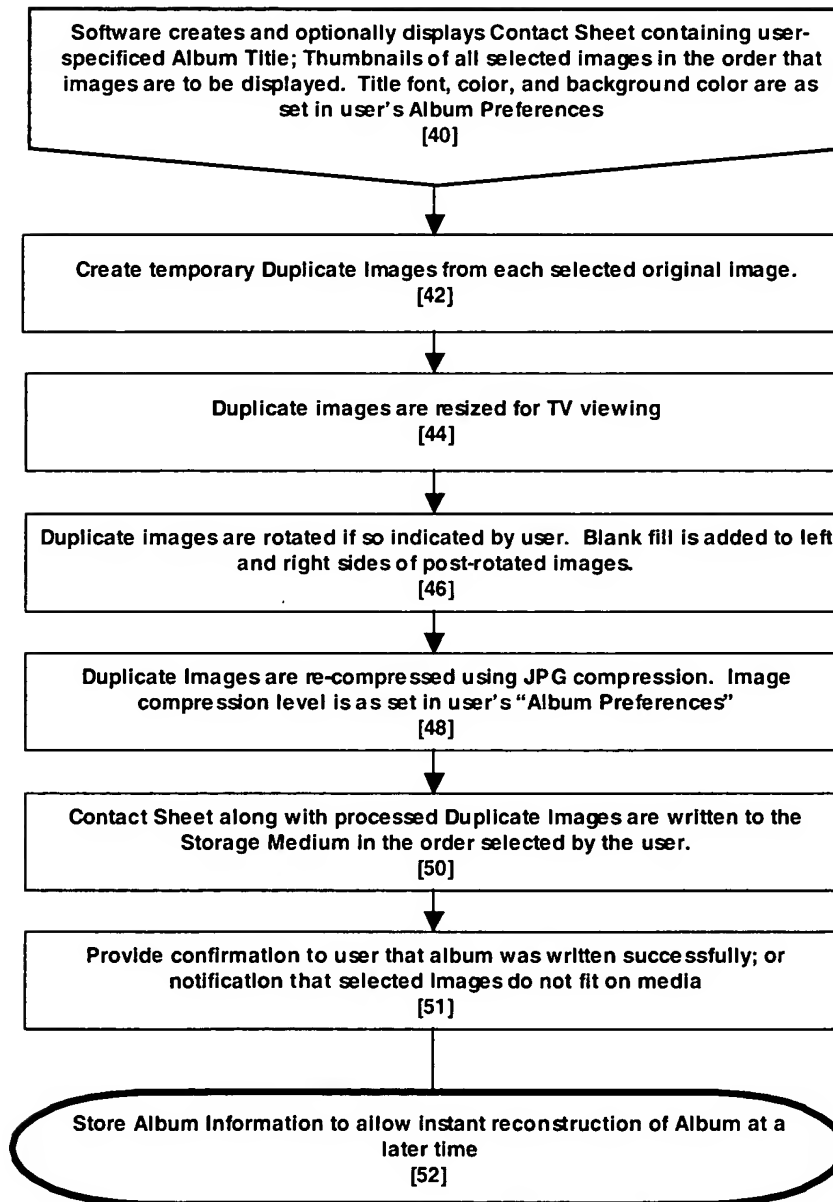 Software creates and optionally displays Contact Sheet containing user-
specificed Album Title; Thumbnails of all selected images in the order that
images are to be displayed. Title font, color, and background color are as
set in user's Album Preferences
[40]
Create temporary Duplicate Images from each selected original image.
[42]
Duplicate images are resized for TV viewing
[44]
Duplicate images are rotated if so indicated by user. Blank fill is added to left
and right sides of post-rotated images.
[46]
Duplicate Images are re-compressed using JPG compression. Image
compression level is as set in user's “Album Preferences”
[48]
Contact Sheet along with processed Duplicate Images are written to the
Storage Medium in the order selected by the user.
[50]
Provide confirmation to user that album was written successfully; or
notification that selected Images do not fit on media
[51]
Store Album Information to allow instant reconstruction of Album at a
later time
[52]